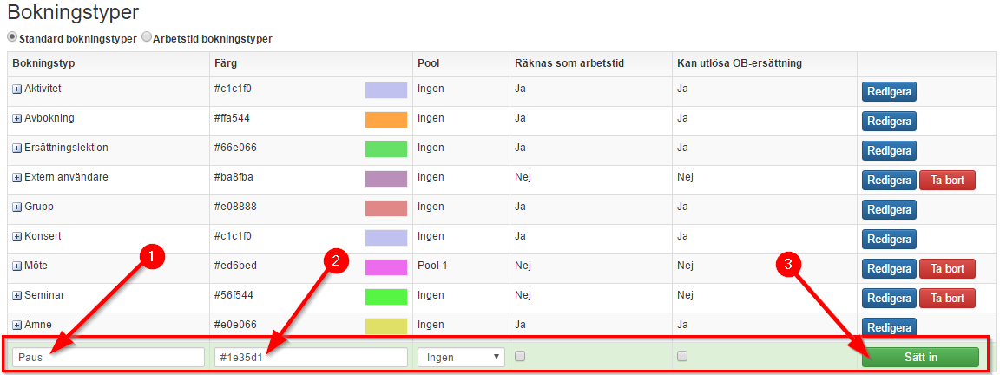 Bokningstyper
Standard bokningstyper Arbetstid bokningstyper
Bokningstyp Färg Pool Räknas som arbetstid Kan utlösa OB-ersättning
Aktivitet #c1c1f0 Ingen Ja Ja Redigera
Avbokning #ffa544 Ingen Ja Ja Redigera
Ersättningslektion #66e066 Ingen Ja Ja Redigera
Extern användare #ba8fba Ingen Nej Nej Redigera Ta bort
Grupp #e08888 Ingen Ja Ja Redigera
Konsert #c1c1f0 Ingen Ja Ja Redigera
Möte #ed6bed Pool 1 Nej Nej Redigera Ta bort
1 2 3
Seminar #56f544 Ingen Nej Nej Redigera Ta bort
Ämne #e0e066 Ingen Ja Ja Redigera
Paus #1e35d1 Ingen Sätt in